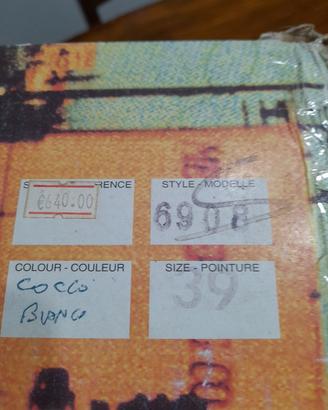 RENCE
STYLE - MODELLE
€640.00
6908
COLOUR - COULEUR
SIZE - POINTURE
COCCO
39
BIANCO